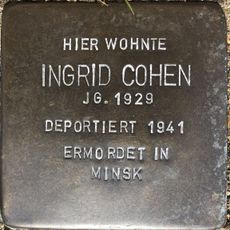 HIER WOHNTE
INGRID COHEN
JG. 1929
DEPORTIERT 1941
ERMORDET IN
MINSK